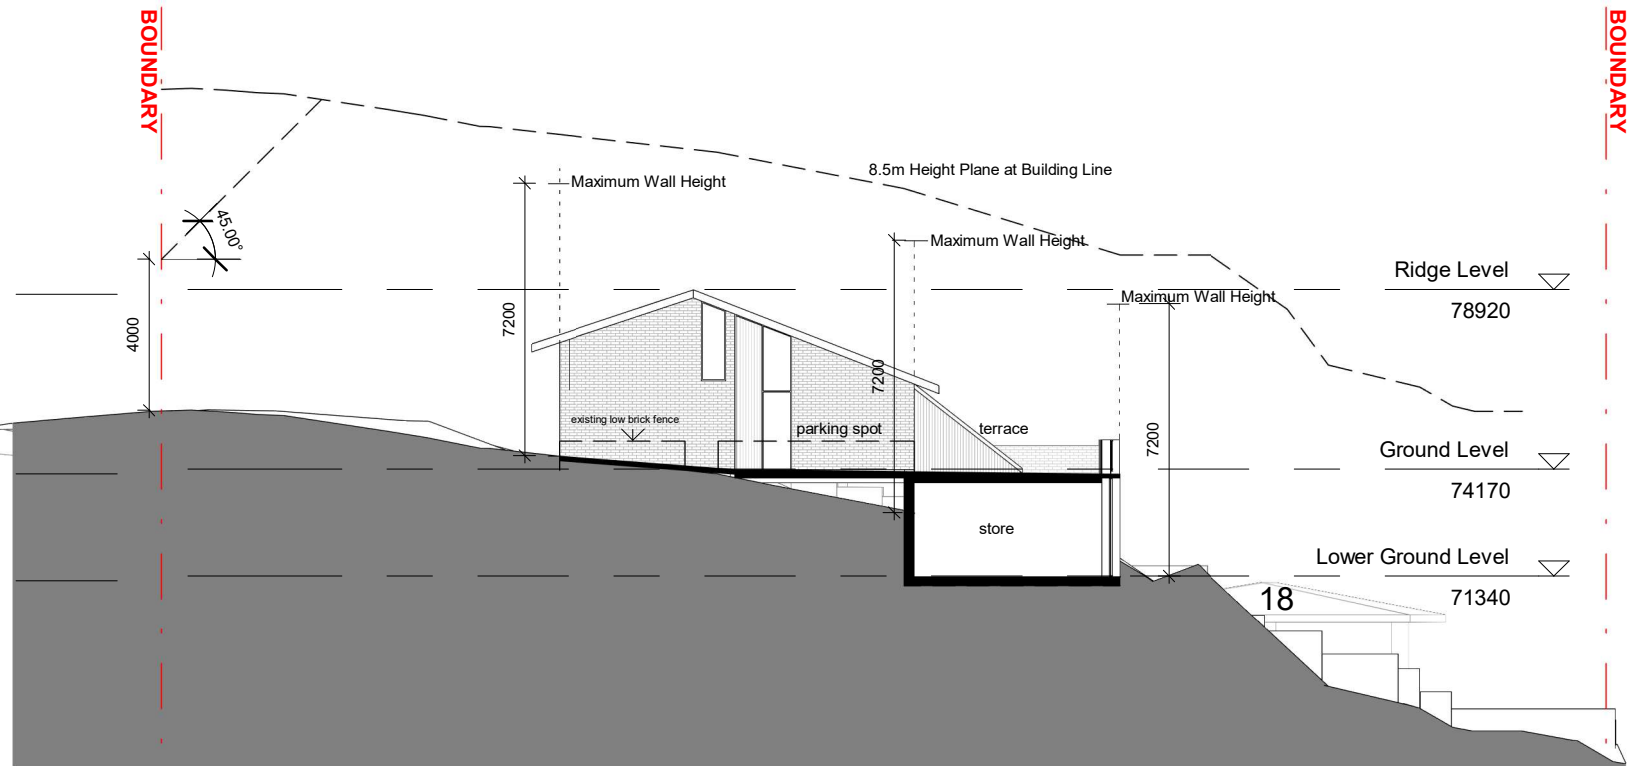 BOUNDARY
BOUNDARY
8.5m Height Plane at Building Line
Maximum Wall Height
45.00°
Maximum Wall Height
Ridge Level
78920
Maximum Wall Height
4000
7200
7200
7200
existing low brick fence
parking spot
terrace
Ground Level
74170
store
Lower Ground Level
71340
18